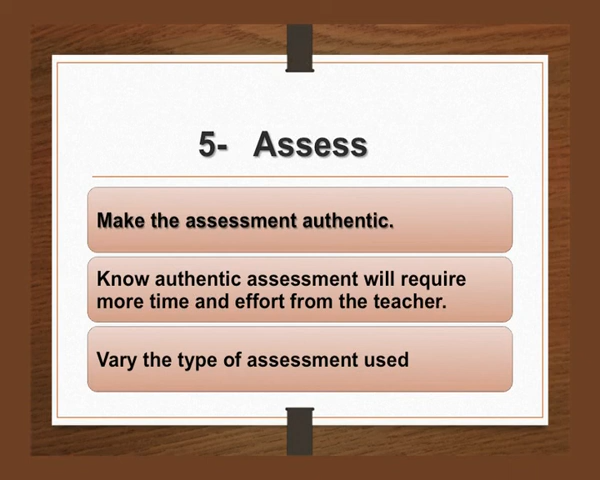 5- Assess
Make the assessment authentic.
Know authentic assessment will require
more time and effort from the teacher.
Vary the type of assessment used